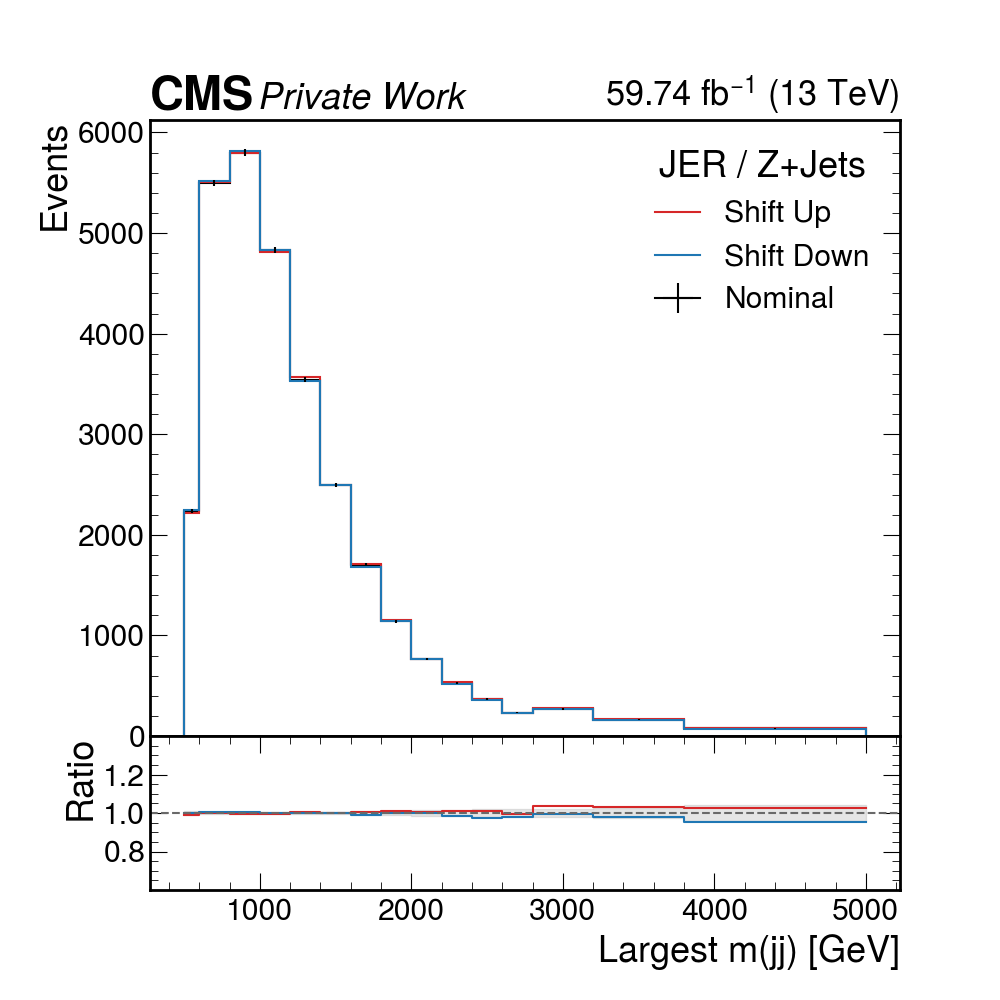 CMS Private Work 59.74 fb⁻¹ (13 TeV)
Events
6000
5000
4000
3000
2000
1000
0
JER / Z+Jets
Shift Up
Shift Down
Nominal
Ratio
1.2
1.0
0.8
1000 2000 3000 4000 5000
Largest m(jj) [GeV]